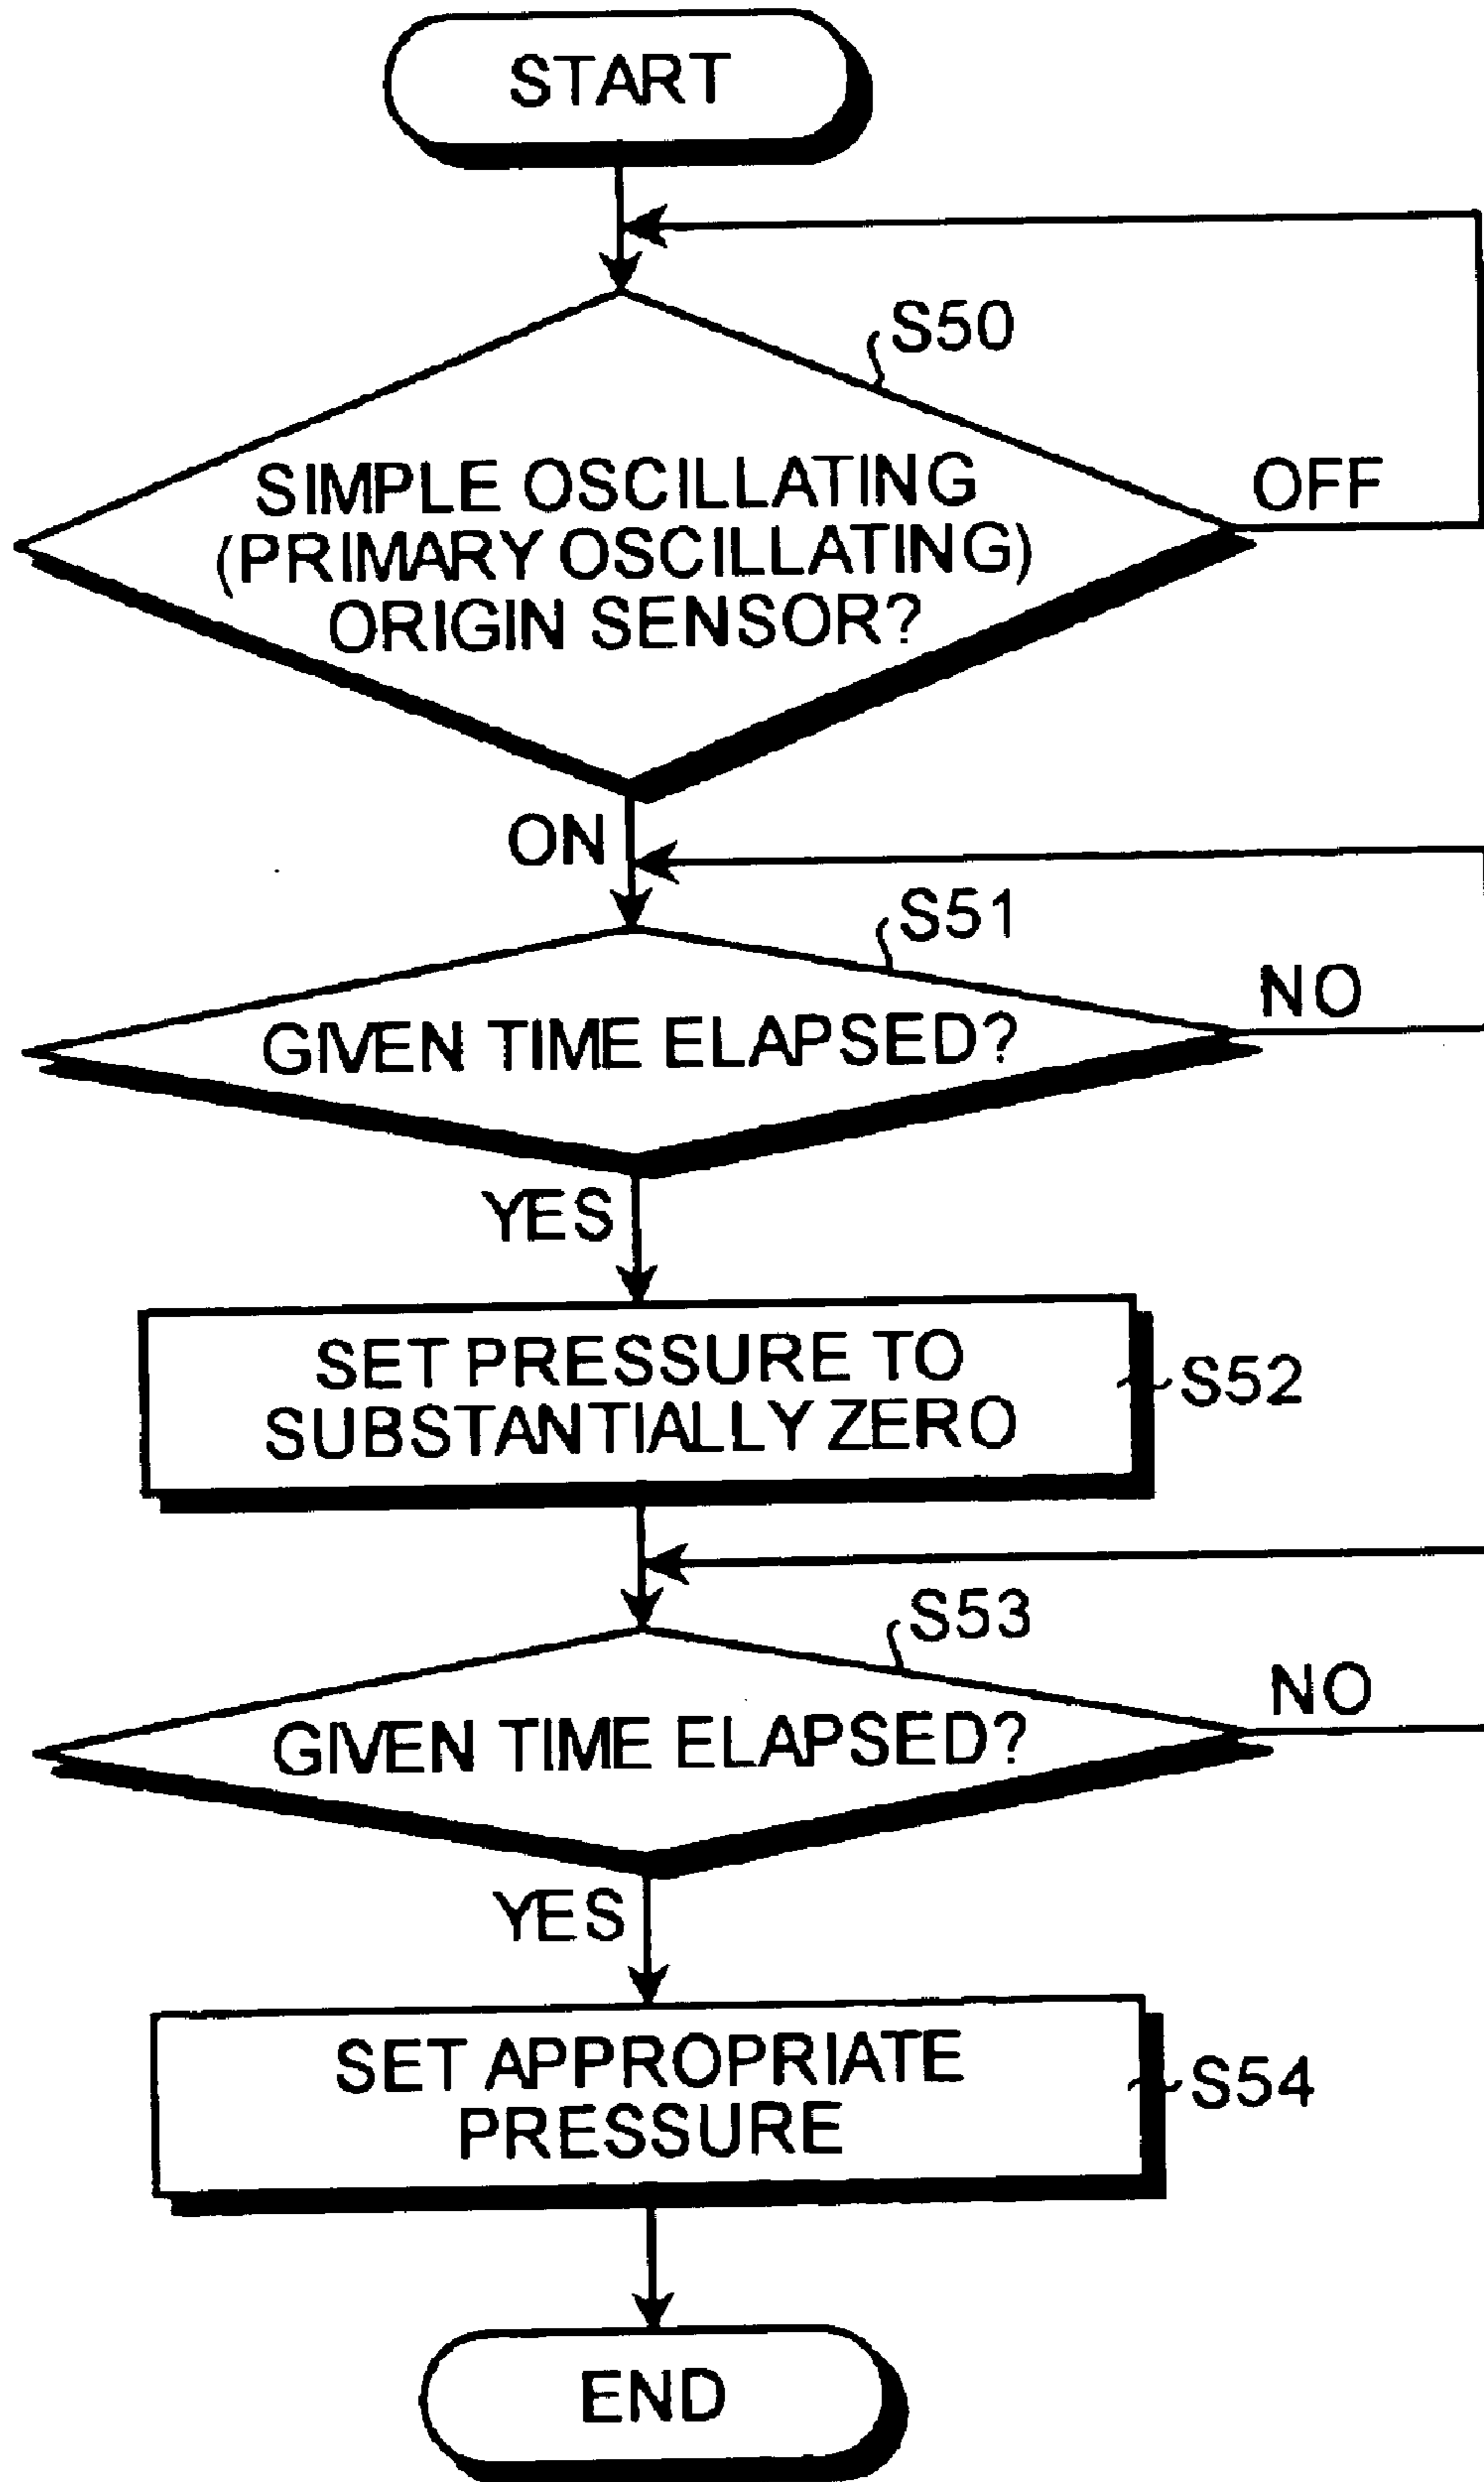 START
S50
SIMPLE OSCILLATING
(PRIMARY OSCILLATING)
ORIGIN SENSOR?
OFF
ON
S51
GIVEN TIME ELAPSED?
NO
YES
SET PRESSURE TO
SUBSTANTIALLY ZERO
S52
S53
GIVEN TIME ELAPSED?
NO
YES
SET APPROPRIATE
PRESSURE
S54
END